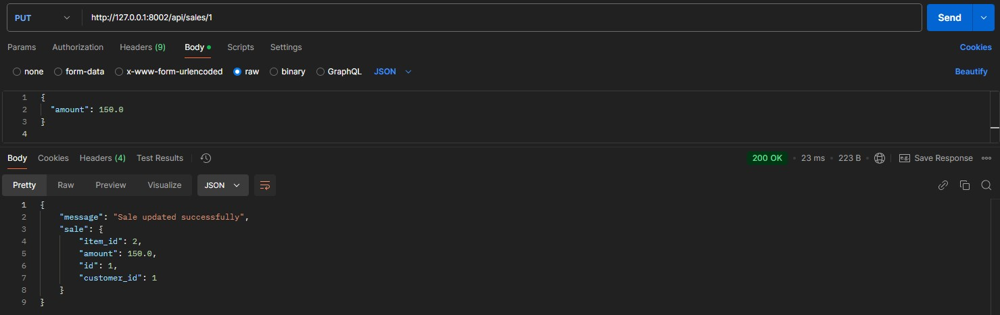 PUT http://127.0.0.1:8002/api/sales/1 Send
Params Authorization Headers (9) Body Scripts Settings Cookies
none form-data x-www-form-urlencoded raw binary GraphQL JSON Beautify
1 {
2 "amount": 150.0
3 }
4
Body Cookies Headers (4) Test Results 200 OK 23 ms 223 B e.g. Save Response
Pretty Raw Preview Visualize JSON
1 {
2 "message": "Sale updated successfully",
3 "sale": {
4 "item_id": 2,
5 "amount": 150.0,
6 "id": 1,
7 "customer_id": 1
8 }
9 }